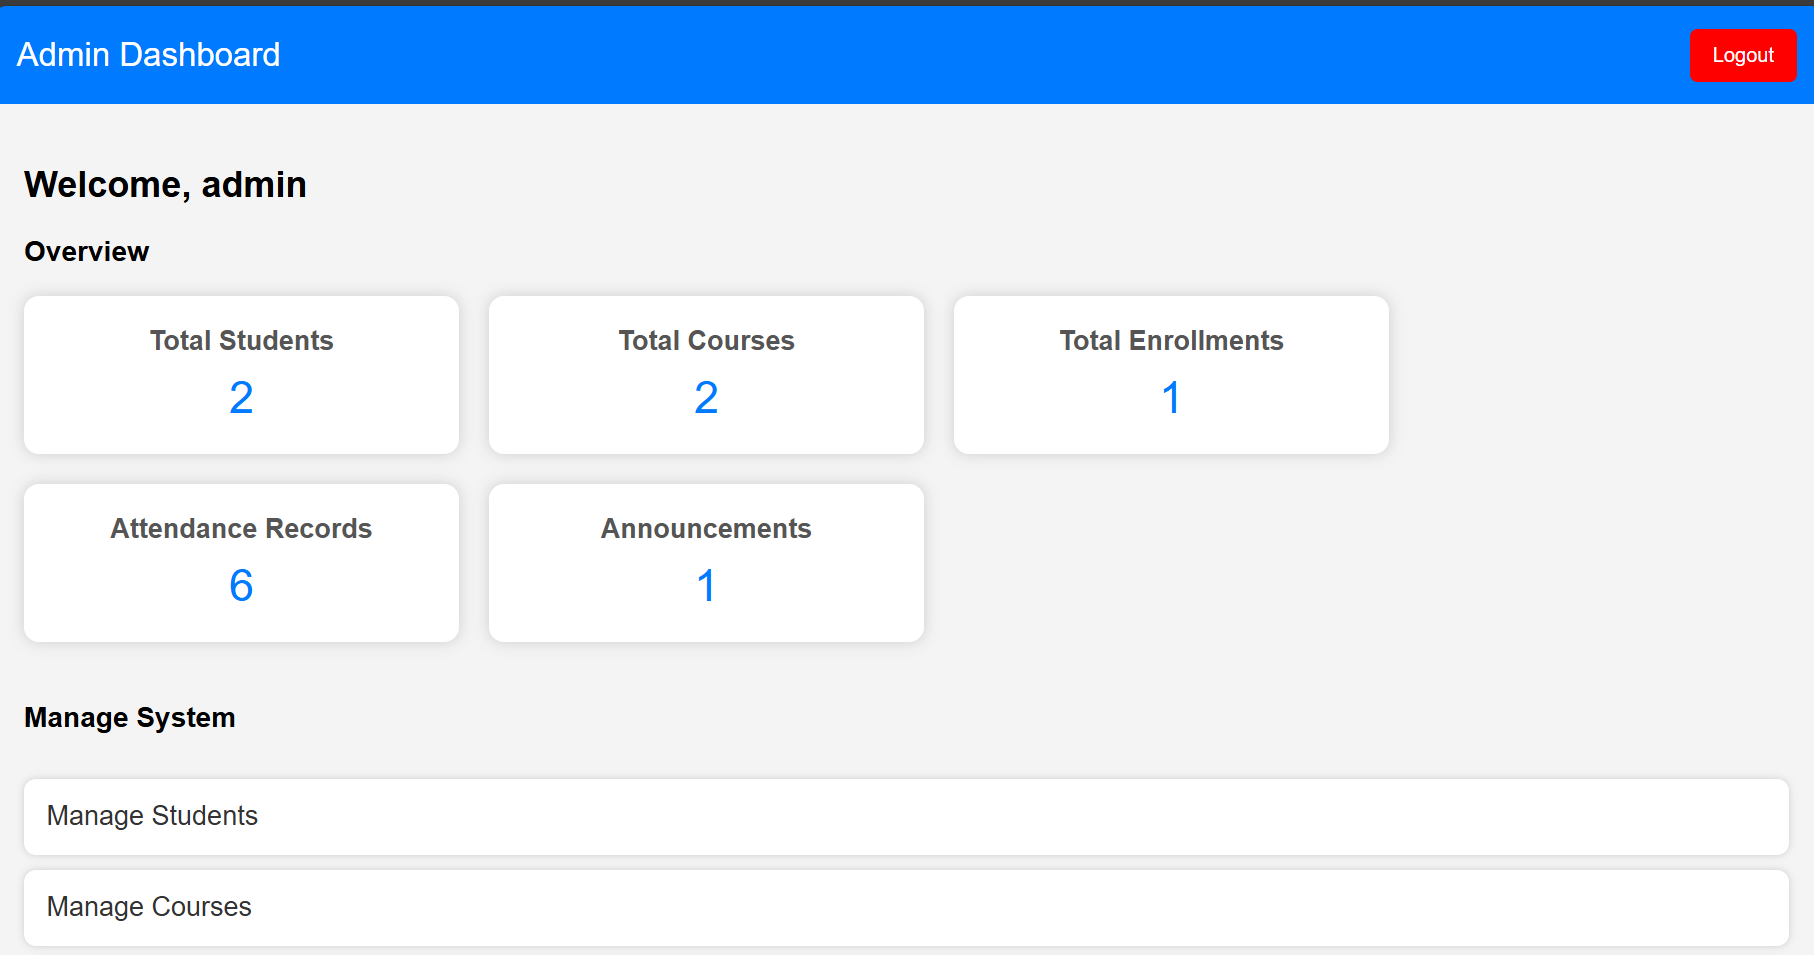 Admin Dashboard
Logout
Welcome, admin
Overview
Total Students
2
Total Courses
2
Total Enrollments
1
Attendance Records
6
Announcements
1
Manage System
Manage Students
Manage Courses